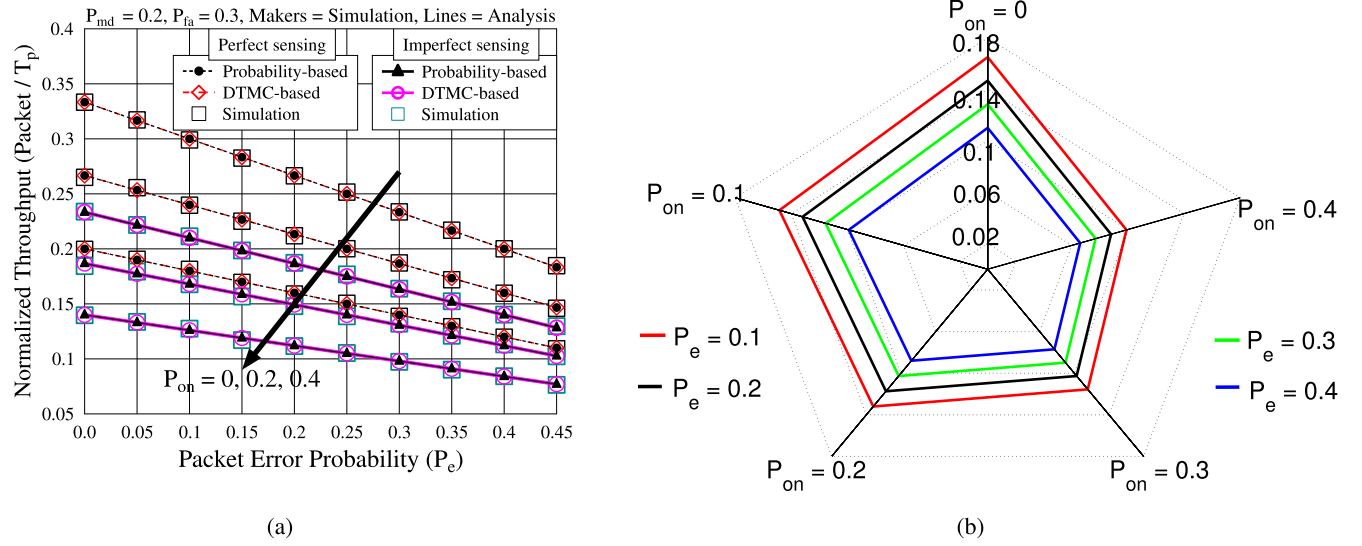 P_md = 0.2, P_fa = 0.3, Makers = Simulation, Lines = Analysis
Perfect sensing
Probability-based
DTMC-based
Simulation
Imperfect sensing
Probability-based
DTMC-based
Simulation
Normalized Throughput (Packet / T_p)
0.4
0.35
0.3
0.25
0.2
0.15
0.1
0.05
P_on = 0, 0.2, 0.4
0.0 0.05 0.1 0.15 0.2 0.25 0.3 0.35 0.4 0.45
Packet Error Probability (P_e)
(a)
P_on = 0
0.18
0.14
0.1
0.06
0.02
P_on = 0.1
P_on = 0.4
P_e = 0.1
P_e = 0.2
P_e = 0.3
P_e = 0.4
P_on = 0.2
P_on = 0.3
(b)